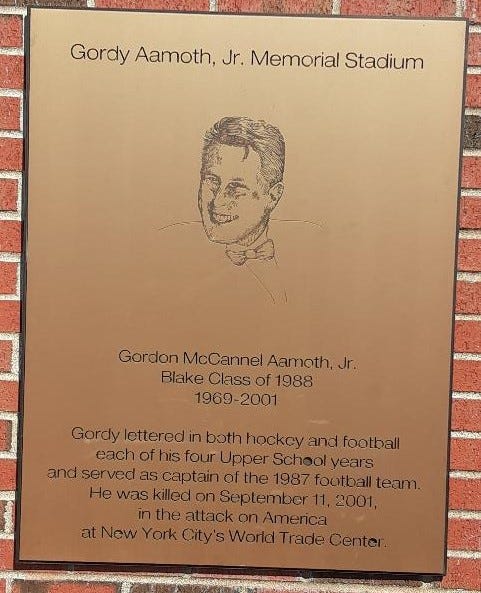 Gordy Aamoth, Jr. Memorial Stadium
Gordon McCannel Aamoth, Jr.
Blake Class of 1988
1969-2001
Gordy lettered in both hockey and football
each of his four Upper School years
and served as captain of the 1987 football team.
He was killed on September 11, 2001,
in the attack on America
at New York City's World Trade Center.